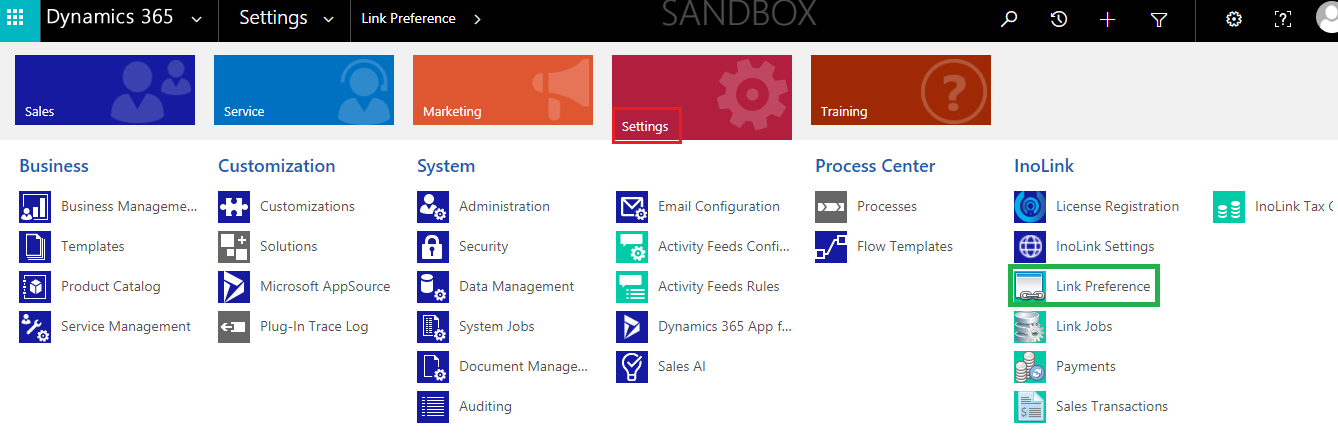 Dynamics 365 Settings Link Preference SANDBOX
Sales Service Marketing Settings Training
Business
Business Manageme...
Templates
Product Catalog
Service Management
Customization
Customizations
Solutions
Microsoft AppSource
Plug-In Trace Log
System
Administration
Security
Data Management
System Jobs
Document Manage...
Auditing
Email Configuration
Activity Feeds Confi...
Activity Feeds Rules
Dynamics 365 App f...
Sales AI
Process Center
Processes
Flow Templates
InoLink
License Registration
InoLink Settings
Link Preference
Link Jobs
Payments
Sales Transactions
InoLink Tax